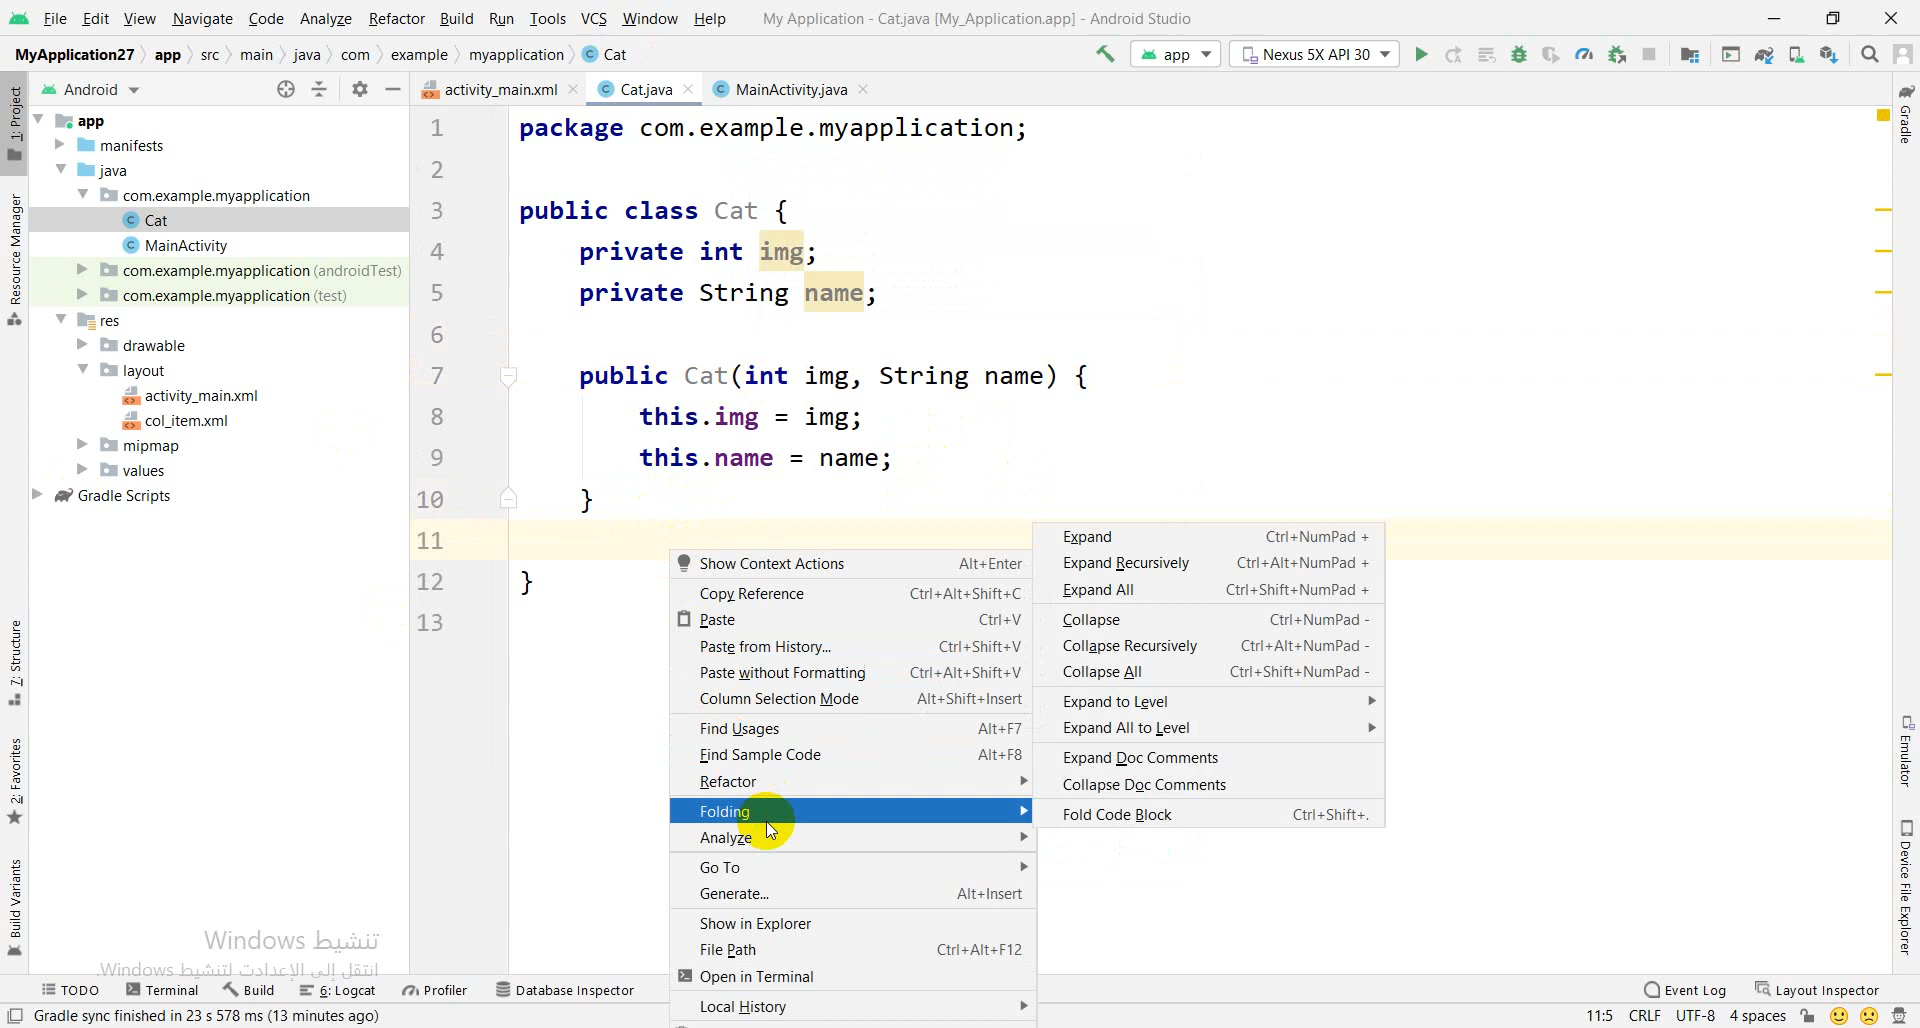 File Edit View Navigate Code Analyze Refactor Build Run Tools VCS Window Help My Application - Cat.java [My_Application.app] - Android Studio
MyApplication27 app src main java com example myapplication Cat app Nexus 5X API 30
1: Project
Resource Manager
7: Structure
2: Favorites
Build Variants
Android
app
manifests
java
com.example.myapplication
Cat
MainActivity
com.example.myapplication (androidTest)
com.example.myapplication (test)
res
drawable
layout
activity_main.xml
col_item.xml
mipmap
values
Gradle Scripts
activity_main.xml Cat.java MainActivity.java
1 package com.example.myapplication;
2
3 public class Cat {
4 private int img;
5 private String name;
6
7 public Cat(int img, String name) {
8 this.img = img;
9 this.name = name;
10 }
11
12 }
13
Show Context Actions Alt+Enter
Copy Reference Ctrl+Alt+Shift+C
Paste Ctrl+V
Paste from History... Ctrl+Shift+V
Paste without Formatting Ctrl+Alt+Shift+V
Column Selection Mode Alt+Shift+Insert
Find Usages Alt+F7
Find Sample Code Alt+F8
Refactor
Folding
Analyze
Go To
Generate... Alt+Insert
Show in Explorer
File Path Ctrl+Alt+F12
Open in Terminal
Local History
Expand Ctrl+NumPad +
Expand Recursively Ctrl+Alt+NumPad +
Expand All Ctrl+Shift+NumPad +
Collapse Ctrl+NumPad -
Collapse Recursively Ctrl+Alt+NumPad -
Collapse All Ctrl+Shift+NumPad -
Expand to Level
Expand All to Level
Expand Doc Comments
Collapse Doc Comments
Fold Code Block Ctrl+Shift+.
Gradle
Emulator
Device File Explorer
تنشيط Windows
انتقل إلى الإعدادات لتنشيط Windows.
TODO Terminal Build 6: Logcat Profiler Database Inspector Event Log Layout Inspector
Gradle sync finished in 23 s 578 ms (13 minutes ago) 11:5 CRLF UTF-8 4 spaces